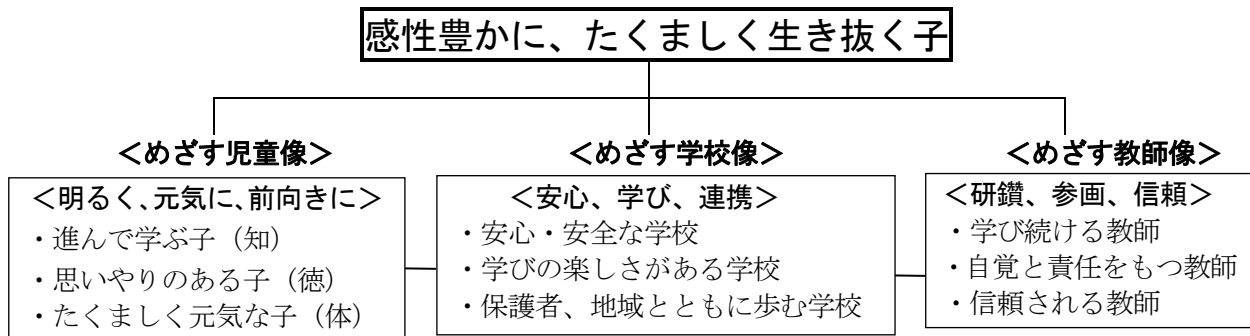 感性豊かに、たくましく生き抜く子
＜めざす児童像＞
＜明るく、元気に、前向きに＞
・進んで学ぶ子（知）
・思いやりのある子（徳）
・たくましく元気な子（体）
＜めざす学校像＞
＜安心、学び、連携＞
・安心・安全な学校
・学びの楽しさがある学校
・保護者、地域とともに歩む学校
＜めざす教師像＞
＜研鑽、参画、信頼＞
・学び続ける教師
・自覚と責任をもつ教師
・信頼される教師